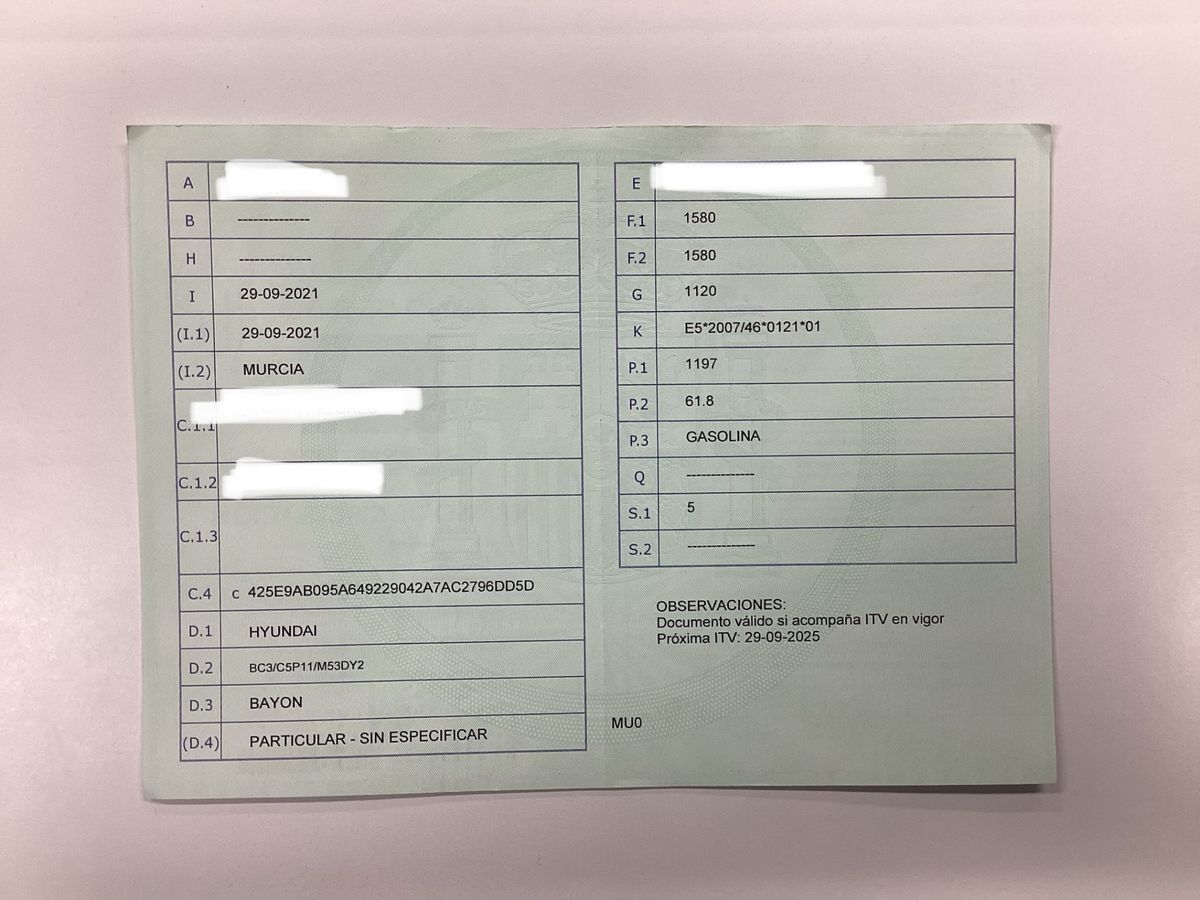 A
B --------------
H --------------
I 29-09-2021
(I.1) 29-09-2021
(I.2) MURCIA
C.1.1
C.1.2
C.1.3
C.4 c 425E9AB095A649229042A7AC2796DD5D
D.1 HYUNDAI
D.2 BC3/C5P11/M53DY2
D.3 BAYON
(D.4) PARTICULAR - SIN ESPECIFICAR
E
F.1 1580
F.2 1580
G 1120
K E5*2007/46*0121*01
P.1 1197
P.2 61.8
P.3 GASOLINA
Q --------------
S.1 5
S.2 --------------
OBSERVACIONES:
Documento válido si acompaña ITV en vigor
Próxima ITV: 29-09-2025
MU0